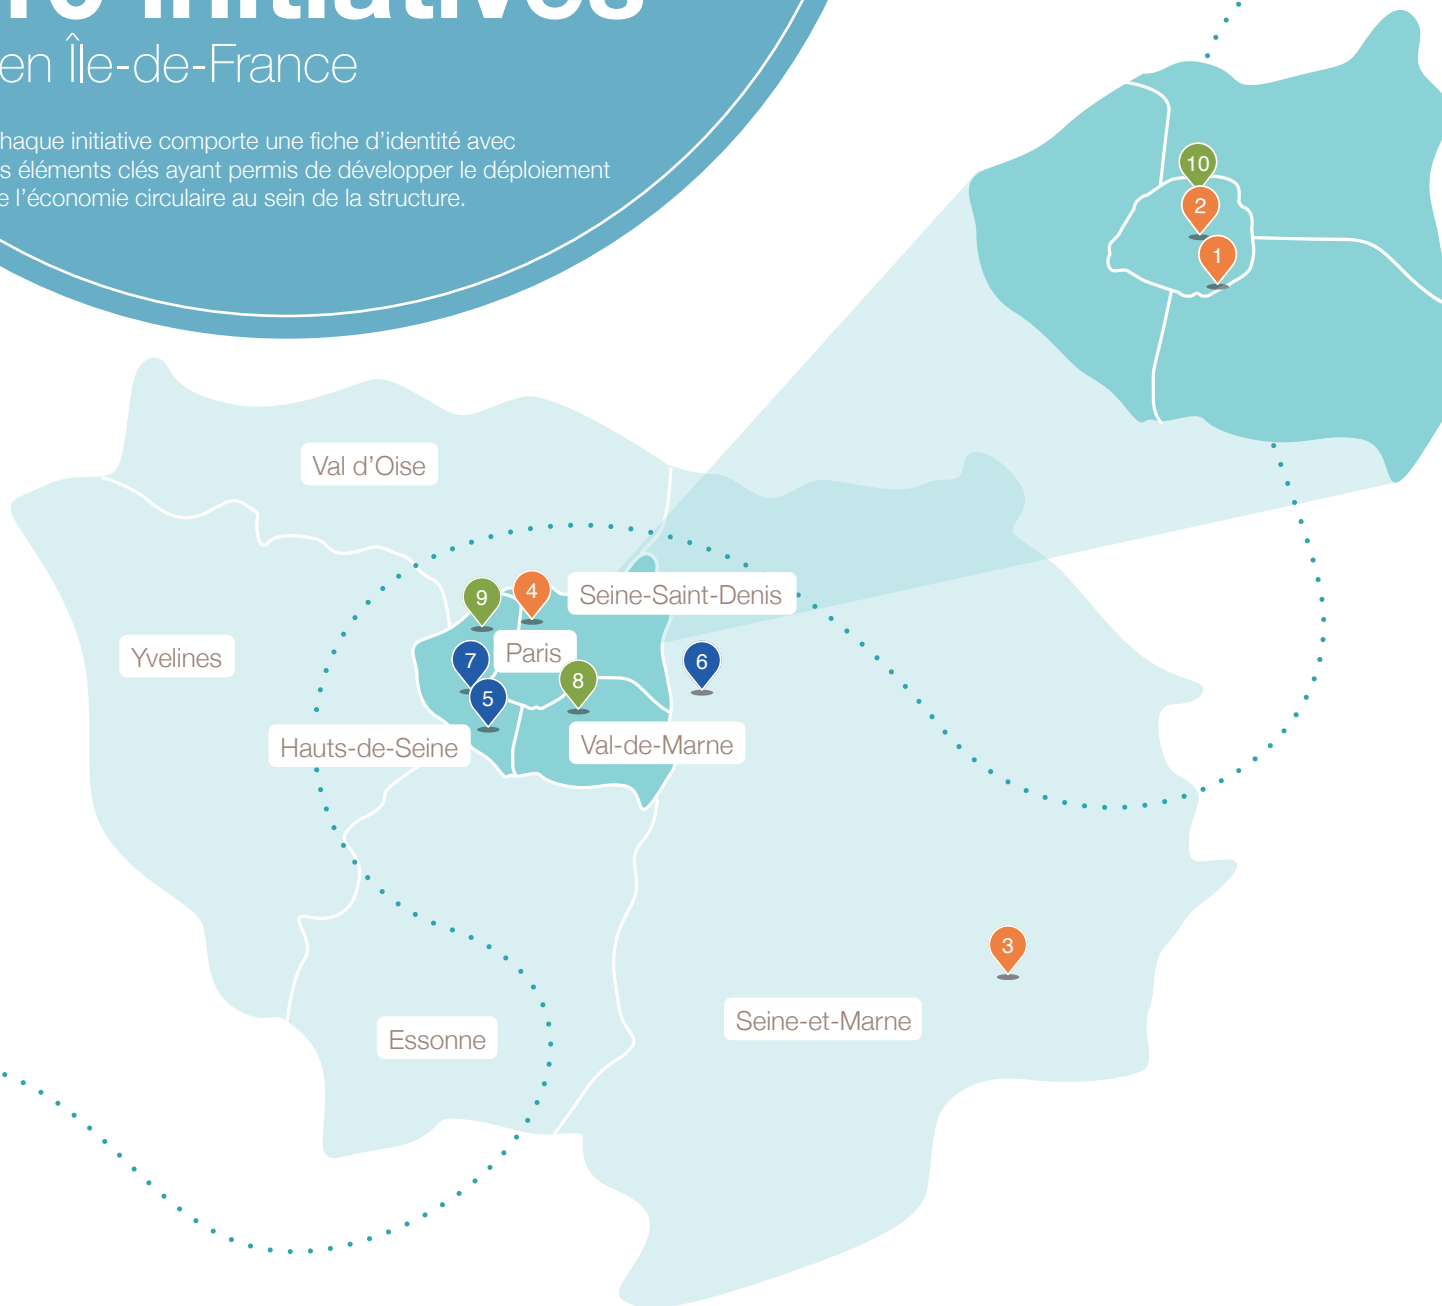 10 initiatives
en Île-de-France
haque initiative comporte une fiche d’identité avec
s éléments clés ayant permis de développer le déploiement
e l’économie circulaire au sein de la structure.
10
2
1
Val d’Oise
9
4
Seine-Saint-Denis
Yvelines
7
Paris
6
8
5
Hauts-de-Seine
Val-de-Marne
3
Seine-et-Marne
Essonne